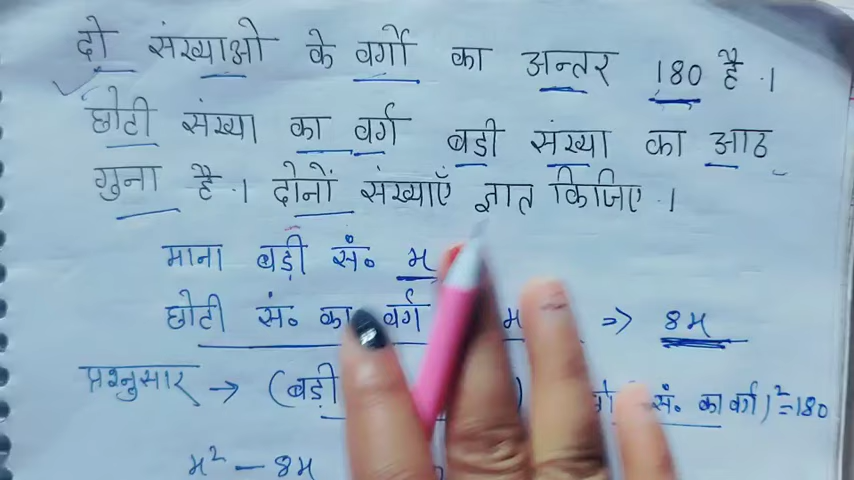 दो संख्याओ के वर्गो का अन्तर 180 है ।
छोटी संख्या का वर्ग बड़ी संख्या का आठ
गुना है । दोनों संख्याएँ ज्ञात किजिए ।
माना बड़ी सं० x
छोटी सं० का वर्ग x => 8x
प्रश्नुसार → (बड़ी ) सं० का वर्ग)² = 180
x² - 8x